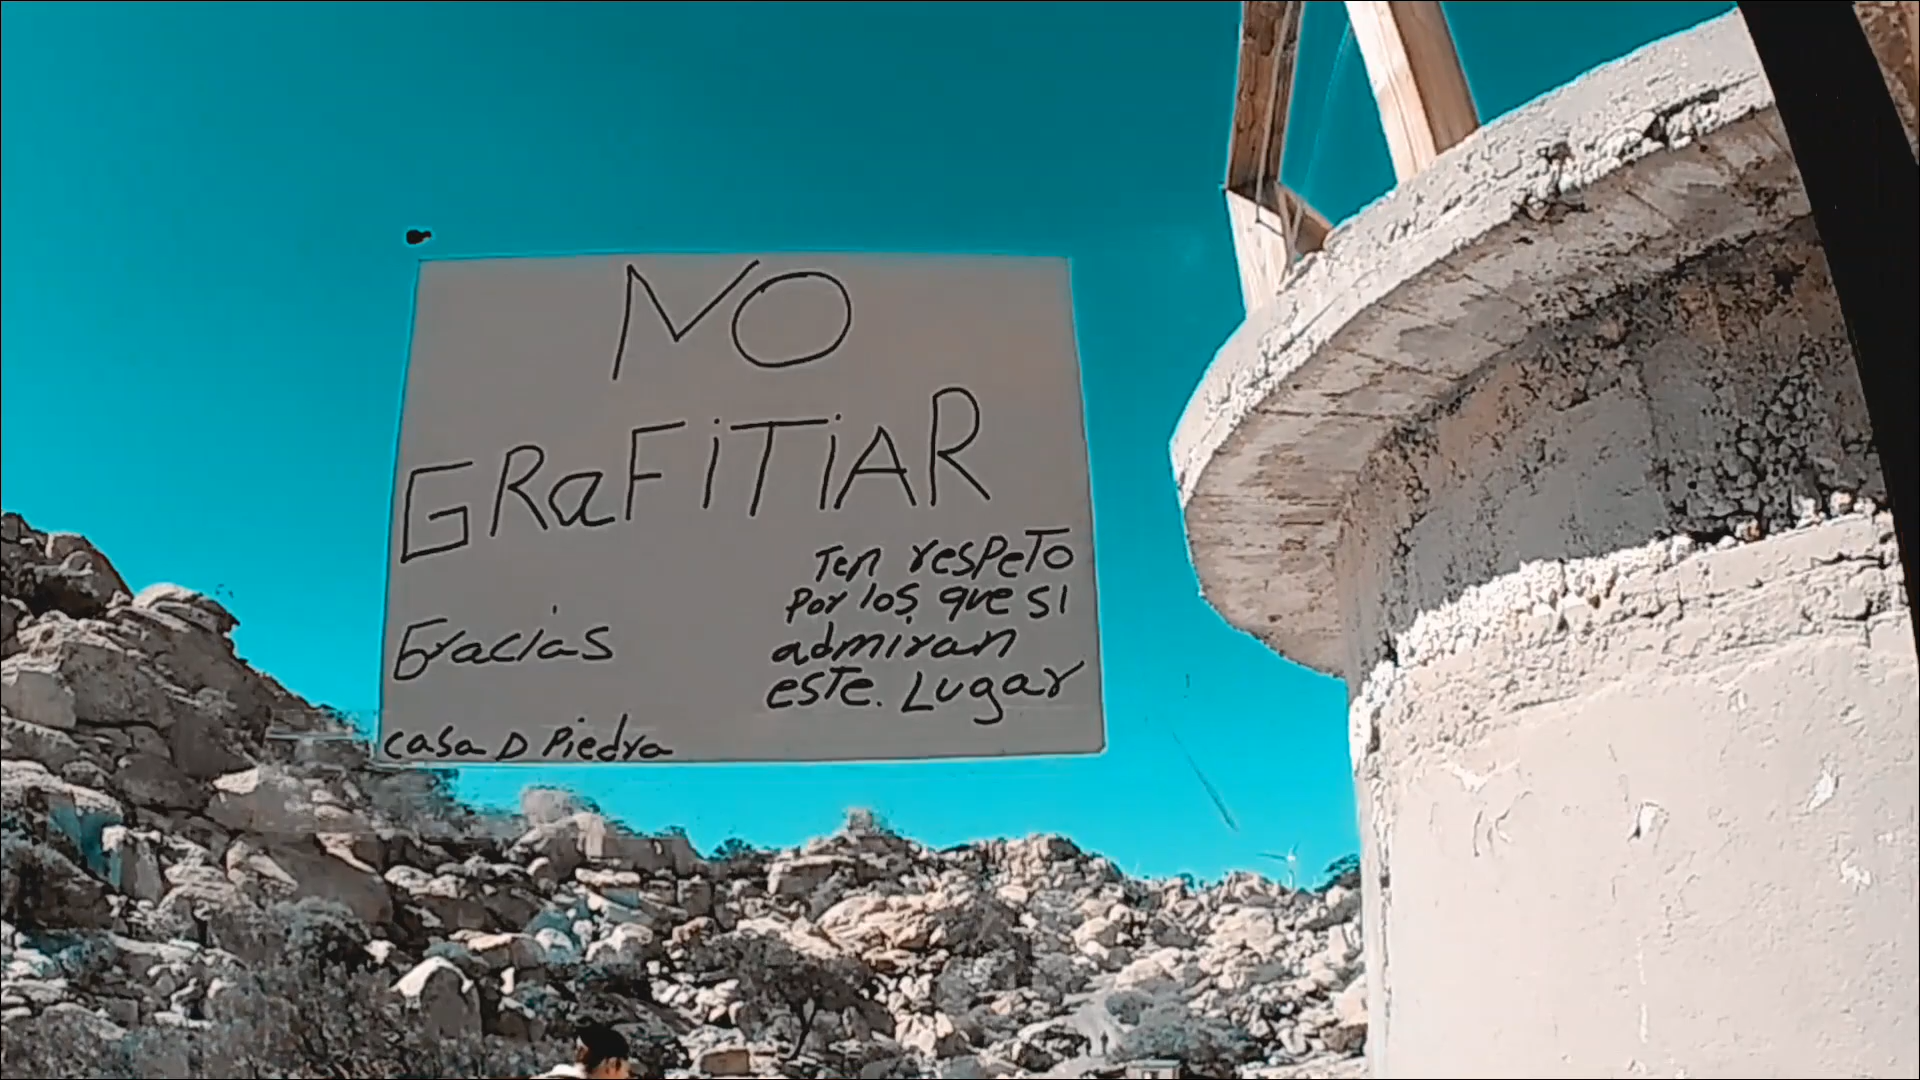 NO
GRaFiTiAR
Ten resPeTo
Por los que si
admiran
este. Lugar
Gracias
casa D Piedra